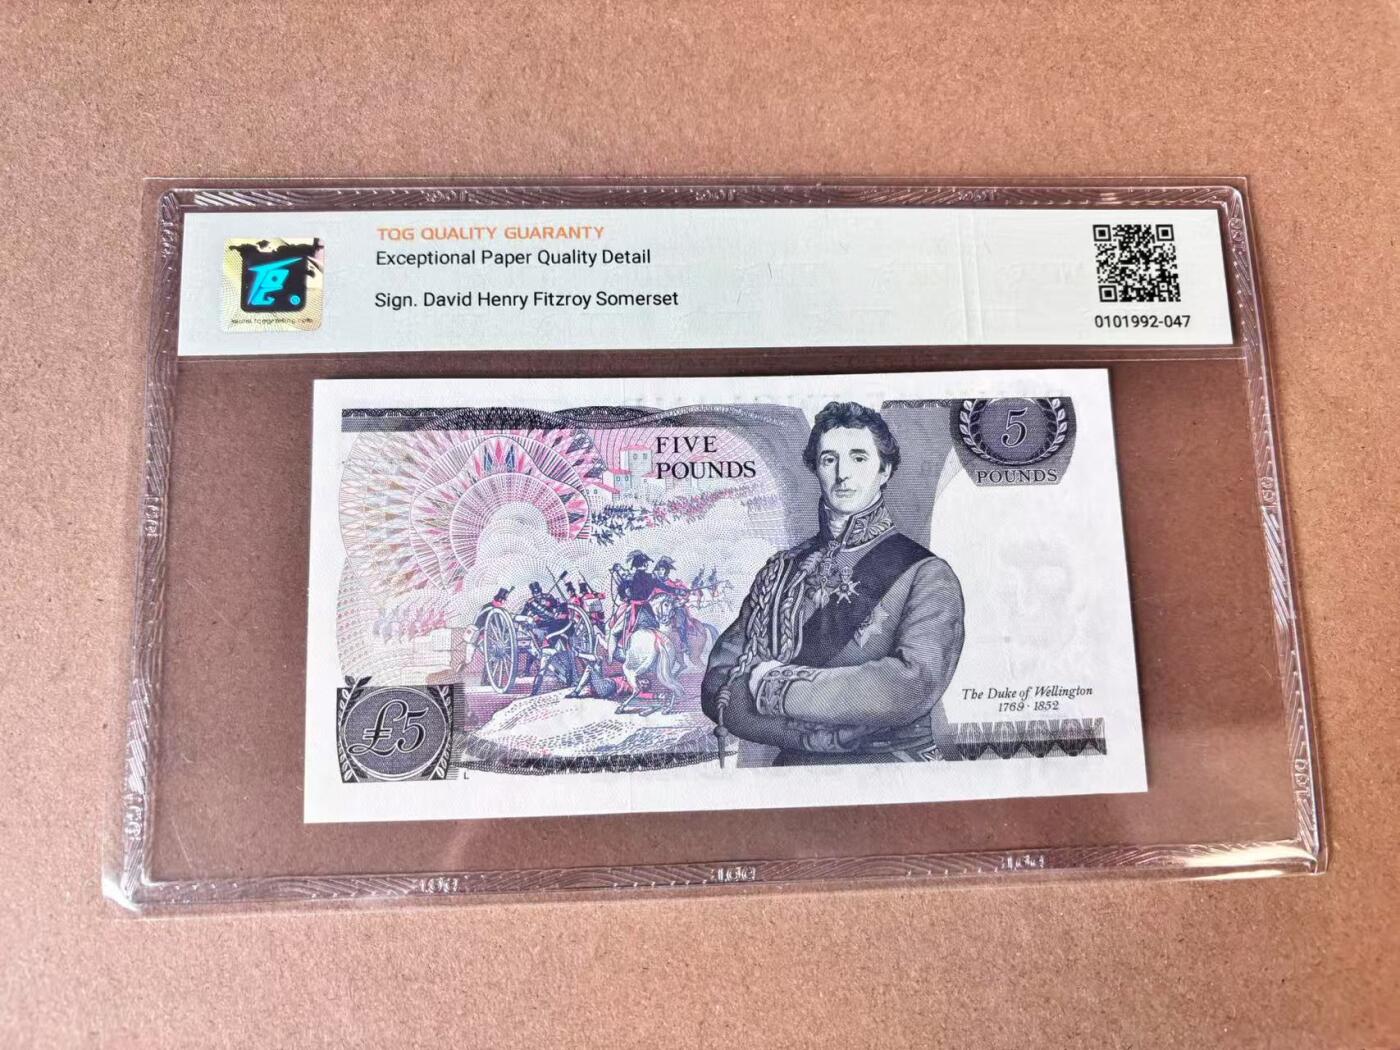 TOG QUALITY GUARANTY
Exceptional Paper Quality Detail
Sign. David Henry Fitzroy Somerset
0101992-047
FIVE
POUNDS
5
POUNDS
The Duke of Wellington
1769 · 1852
£5
L